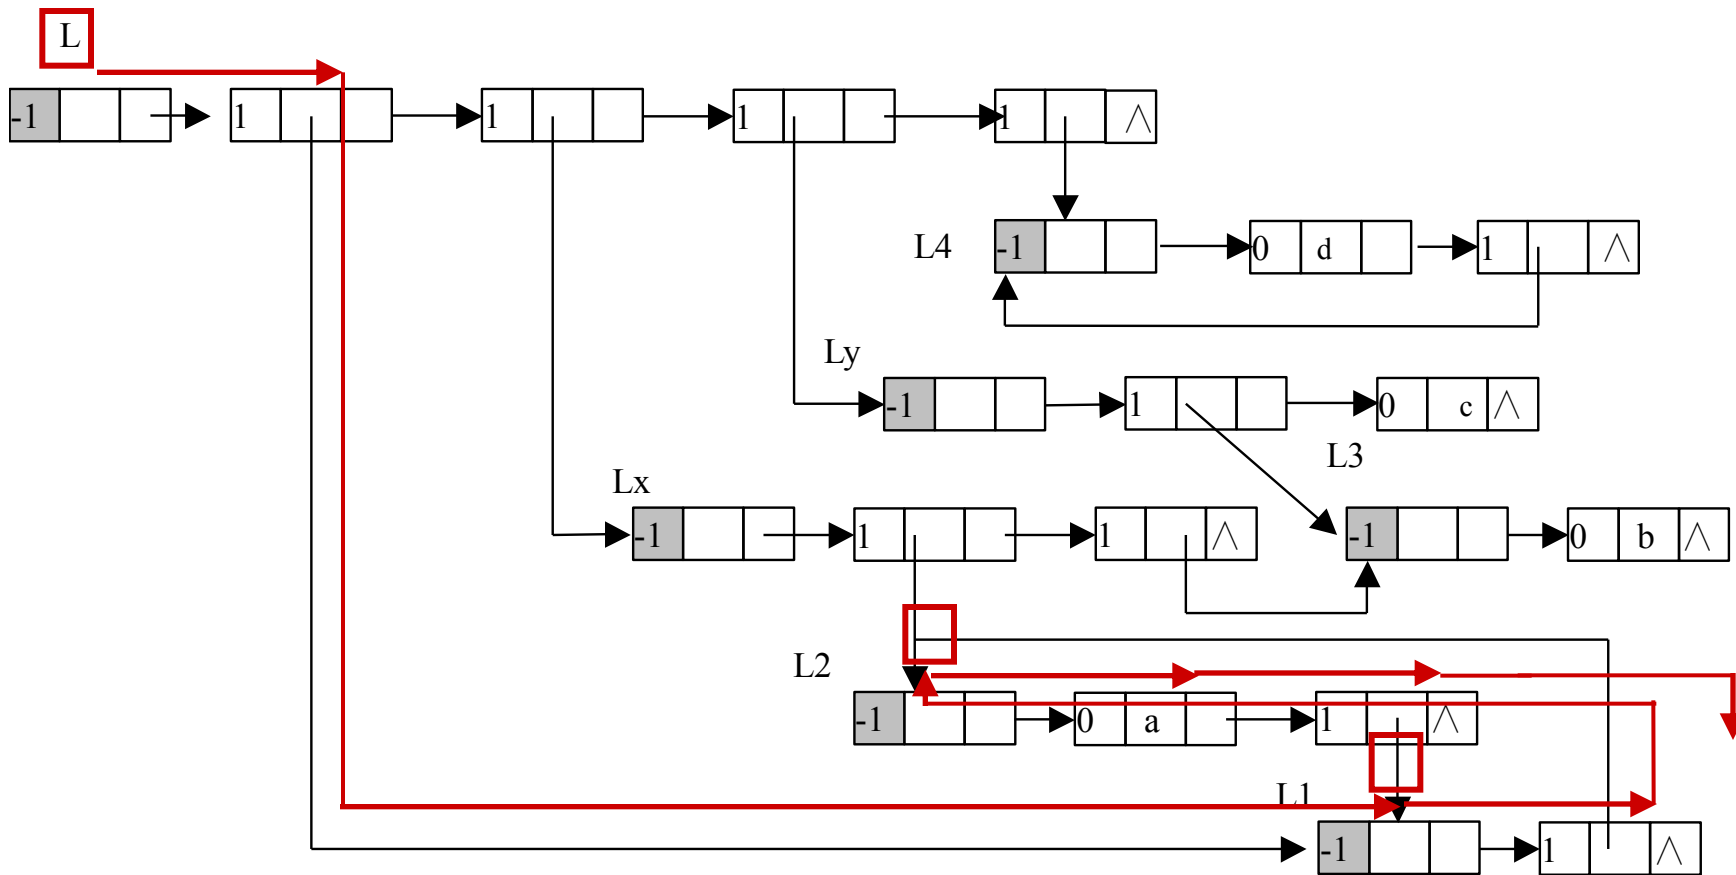 L
-1 1 1 1 1 ∧
L4 -1 0 d 1 ∧
Ly
-1 1 0 c ∧
L3
Lx
-1 1 1 ∧ -1 0 b ∧
L2
-1 0 a 1 ∧
L1
-1 1 ∧